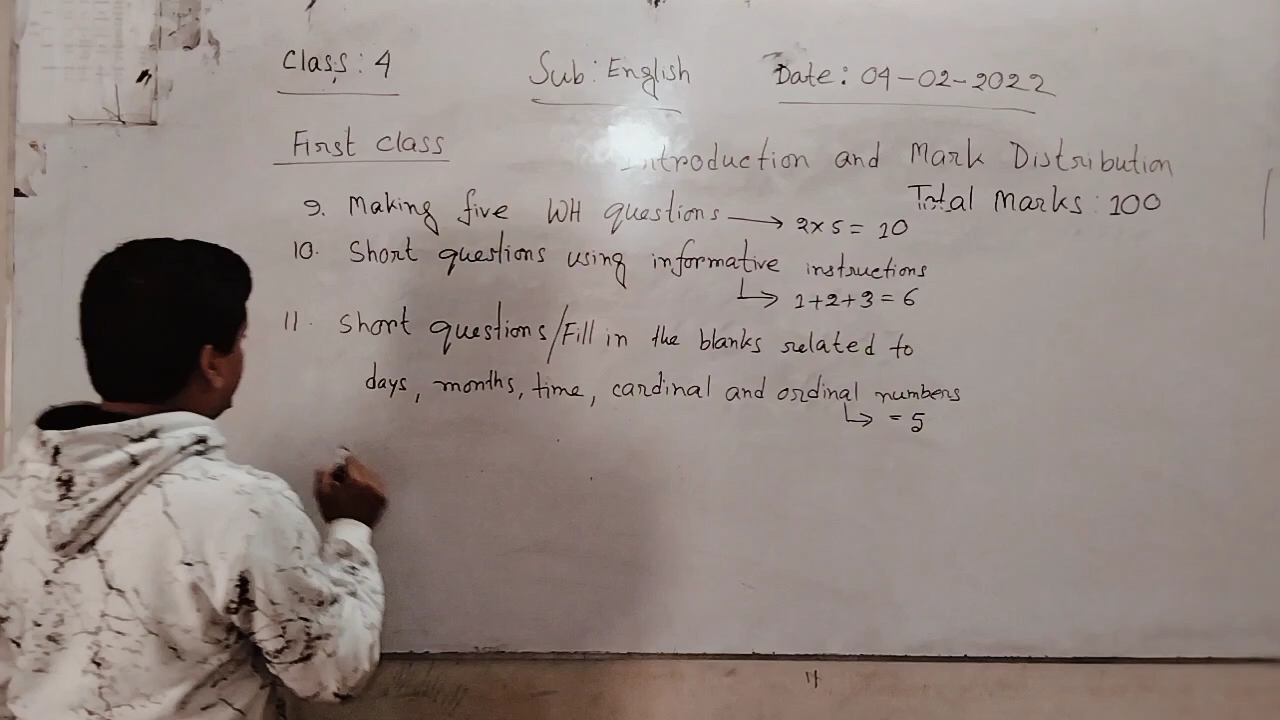 Class: 4 Sub: English Date: 04-02-2022
First class Introduction and Mark Distribution
Total Marks: 100
9. Making five WH questions → 2×5 = 10
10. Short questions using informative instructions
↳ 1+2+3 = 6
11. Short questions/Fill in the blanks related to
days, months, time, cardinal and ordinal numbers
↳ = 5